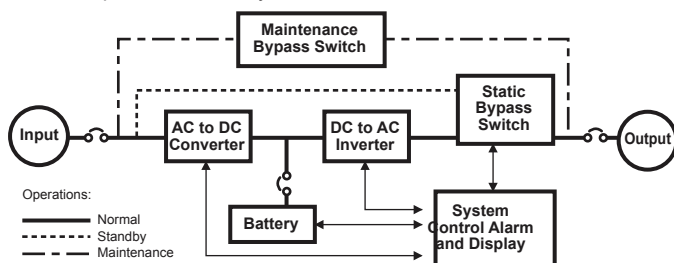 Maintenance
Bypass Switch
Static
Bypass
Switch
Input
AC to DC
Converter
DC to AC
Inverter
Output
Operations:
Normal
Standby
Maintenance
Battery
System
Control Alarm
and Display